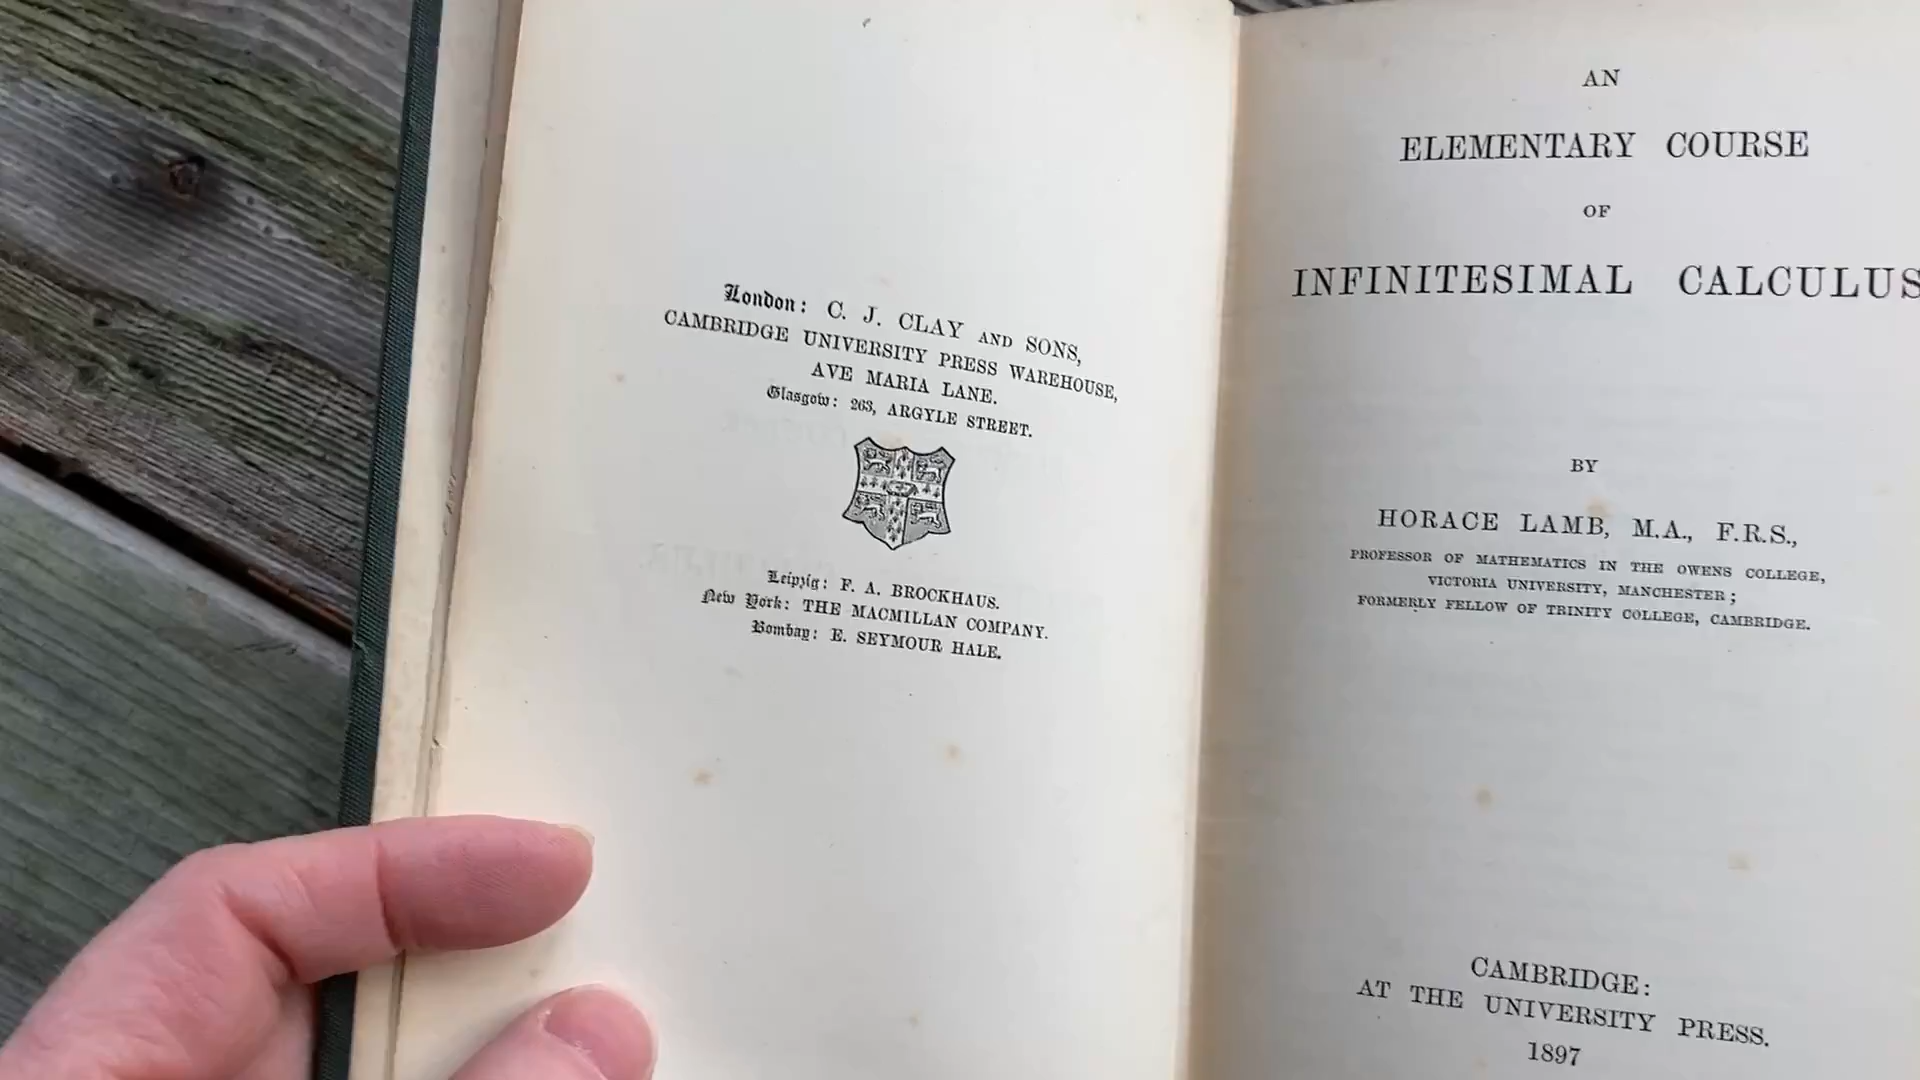 London: C. J. CLAY AND SONS,
CAMBRIDGE UNIVERSITY PRESS WAREHOUSE,
AVE MARIA LANE.
Glasgow: 263, ARGYLE STREET.
Leipzig: F. A. BROCKHAUS.
New York: THE MACMILLAN COMPANY.
Bombay: E. SEYMOUR HALE.
AN
ELEMENTARY COURSE
OF
INFINITESIMAL CALCULUS
BY
HORACE LAMB, M.A., F.R.S.,
PROFESSOR OF MATHEMATICS IN THE OWENS COLLEGE,
VICTORIA UNIVERSITY, MANCHESTER;
FORMERLY FELLOW OF TRINITY COLLEGE, CAMBRIDGE.
CAMBRIDGE:
AT THE UNIVERSITY PRESS.
1897